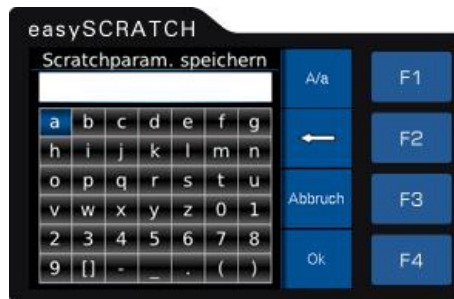 easySCRATCH
Scratchparam. speichern
A/a
F1
a b c d e f g
F2
h i j k l m n
o p q r s t u
Abbruch
F3
v w x y z 0 1
2 3 4 5 6 7 8
Ok
F4
9 [] - _ . ( )